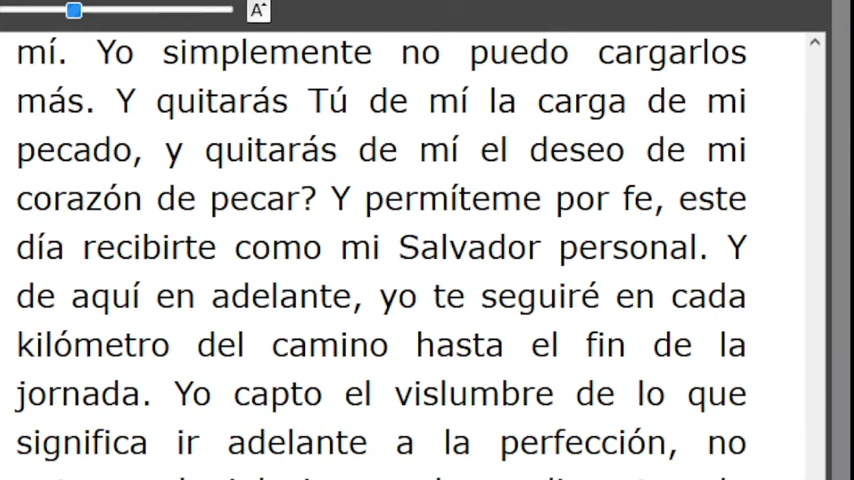 A
mí. Yo simplemente no puedo cargarlos
más. Y quitarás Tú de mí la carga de mi
pecado, y quitarás de mí el deseo de mi
corazón de pecar? Y permíteme por fe, este
día recibirte como mi Salvador personal. Y
de aquí en adelante, yo te seguiré en cada
kilómetro del camino hasta el fin de la
jornada. Yo capto el vislumbre de lo que
significa ir adelante a la perfección, no